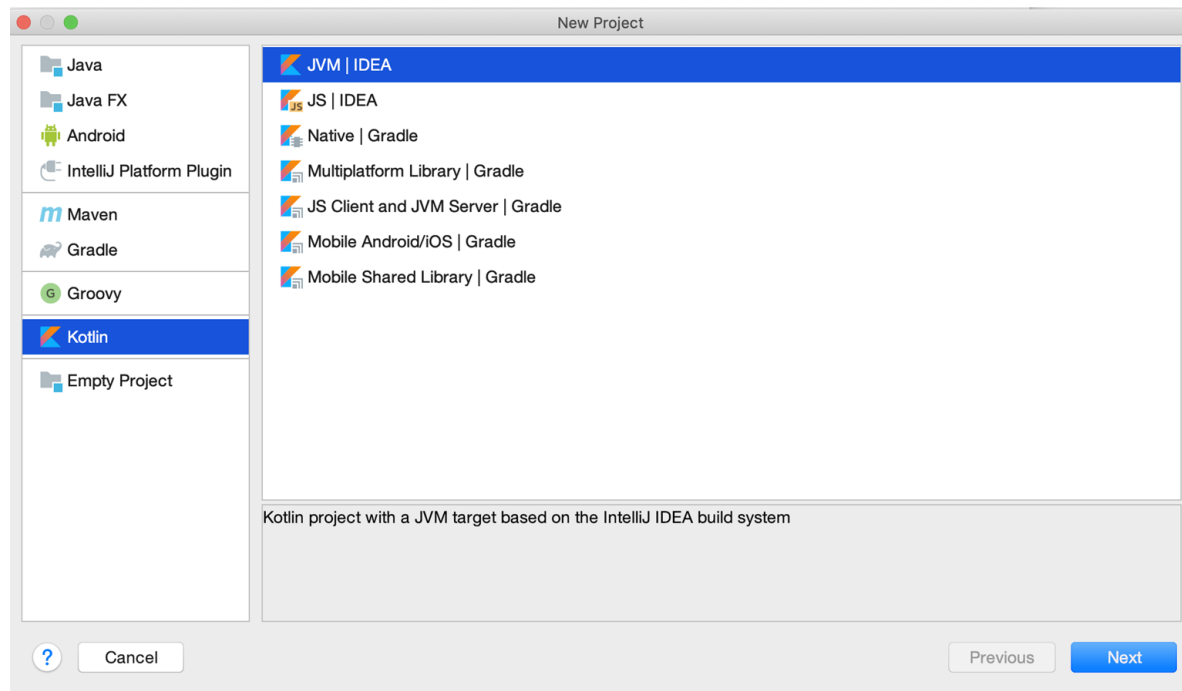 New Project
Java
Java FX
Android
IntelliJ Platform Plugin
m Maven
Gradle
G Groovy
Kotlin
Empty Project
JVM | IDEA
JS JS | IDEA
Native | Gradle
Multiplatform Library | Gradle
JS Client and JVM Server | Gradle
Mobile Android/iOS | Gradle
Mobile Shared Library | Gradle
Kotlin project with a JVM target based on the IntelliJ IDEA build system
? Cancel Previous Next